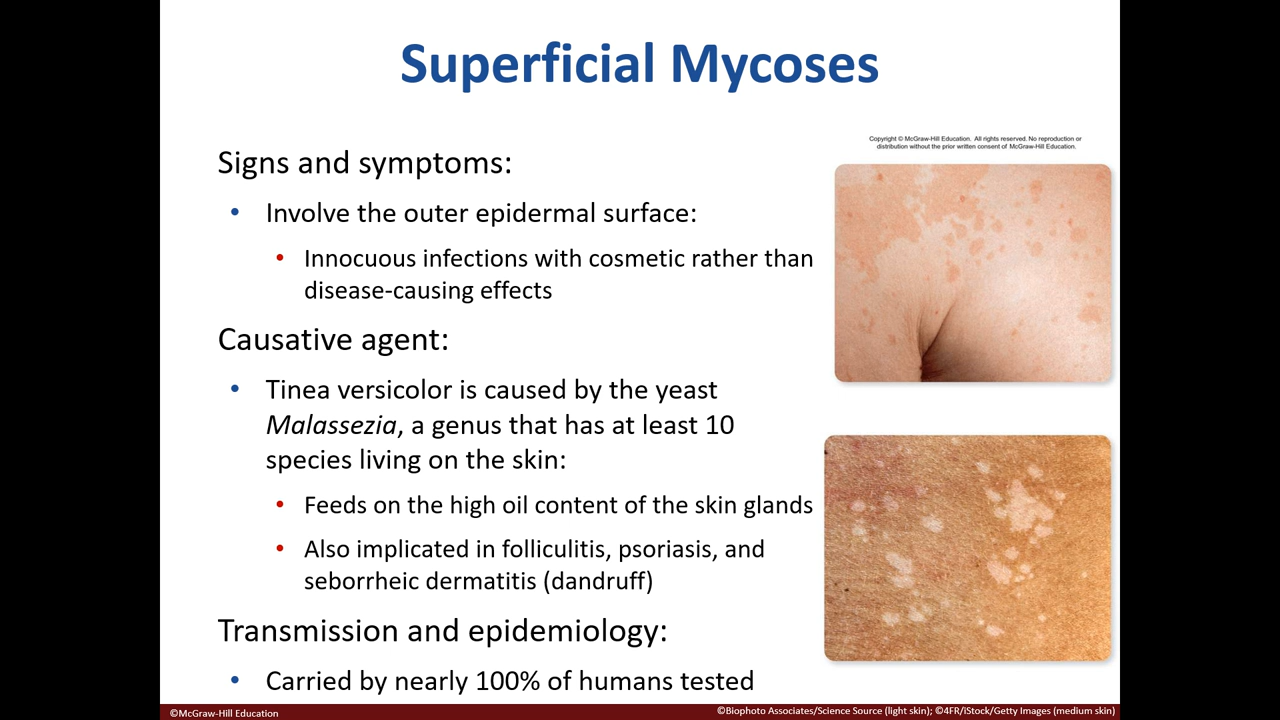 Superficial Mycoses
Copyright © McGraw-Hill Education. All rights reserved. No reproduction or
distribution without the prior written consent of McGraw-Hill Education.
Signs and symptoms:
• Involve the outer epidermal surface:
• Innocuous infections with cosmetic rather than
disease-causing effects
Causative agent:
• Tinea versicolor is caused by the yeast
Malassezia, a genus that has at least 10
species living on the skin:
• Feeds on the high oil content of the skin glands
• Also implicated in folliculitis, psoriasis, and
seborrheic dermatitis (dandruff)
Transmission and epidemiology:
• Carried by nearly 100% of humans tested
©McGraw-Hill Education
©Biophoto Associates/Science Source (light skin); ©4FR/iStock/Getty Images (medium skin)